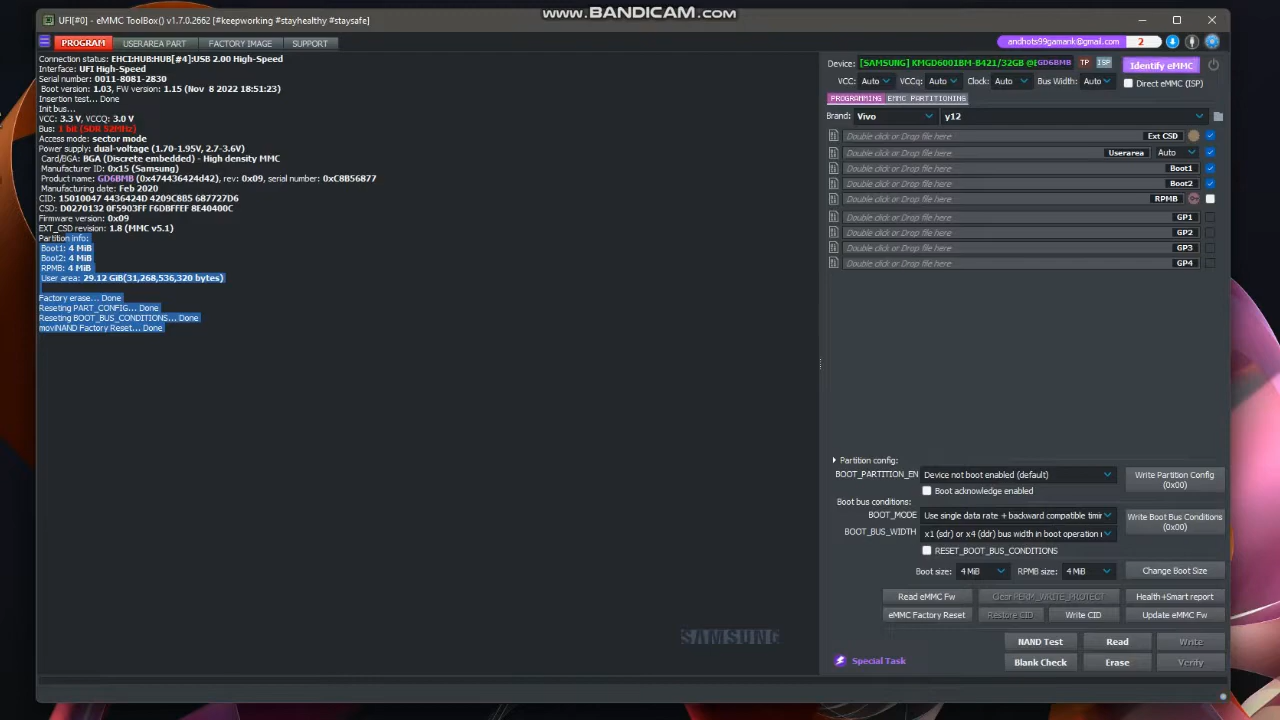 www.BANDICAM.com
UFI[#0] - eMMC ToolBox() v1.7.0.2662 [#keepworking #stayhealthy #staysafe]
PROGRAM USERAREA PART FACTORY IMAGE SUPPORT
andhots99gamank@gmail.com 2
Connection status: EHCI:HUB:HUB[#4]:USB 2.00 High-Speed
Interface: UFI High-Speed
Serial number: 0011-8081-2830
Boot version: 1.03, FW version: 1.15 (Nov 8 2022 18:51:23)
Insertion test... Done
Init bus...
VCC: 3.3 V, VCCQ: 3.0 V
Bus: 1 bit (SDR 52MHz)
Access mode: sector mode
Power supply: dual-voltage (1.70-1.95V, 2.7-3.6V)
Card/BGA: BGA (Discrete embedded) - High density MMC
Manufacturer ID: 0x15 (Samsung)
Product name: GD6BMB (0x474436424d42), rev: 0x09, serial number: 0xC8B56877
Manufacturing date: Feb 2020
CID: 15010047 4436424D 4209C8B5 687727D6
CSD: D0270132 0F5903FF F6DBFFEF 8E40400C
Firmware version: 0x09
EXT_CSD revision: 1.8 (MMC v5.1)
Partition info:
Boot1: 4 MiB
Boot2: 4 MiB
RPMB: 4 MiB
User area: 29.12 GiB(31,268,536,320 bytes)
Factory erase... Done
Reseting PART_CONFIG... Done
Reseting BOOT_BUS_CONDITIONS... Done
moviNAND Factory Reset... Done
SAMSUNG
Device: [SAMSUNG] KMGD6001BM-B421/32GB @[GD6BMB TP ISP Identify eMMC
VCC: Auto VCCq: Auto Clock: Auto Bus Width: Auto Direct eMMC (ISP)
PROGRAMMING EMMC PARTITIONING
Brand: Vivo y12
Double click or Drop file here Ext CSD
Double click or Drop file here Userarea Auto
Double click or Drop file here Boot1
Double click or Drop file here Boot2
Double click or Drop file here RPMB
Double click or Drop file here GP1
Double click or Drop file here GP2
Double click or Drop file here GP3
Double click or Drop file here GP4
Partition config:
BOOT_PARTITION_EN Device not boot enabled (default) Write Partition Config (0x00)
Boot acknowledge enabled
Boot bus conditions:
BOOT_MODE Use single data rate + backward compatible timin Write Boot Bus Conditions (0x00)
BOOT_BUS_WIDTH x1 (sdr) or x4 (ddr) bus width in boot operation
RESET_BOOT_BUS_CONDITIONS
Boot size: 4 MiB RPMB size: 4 MiB Change Boot Size
Read eMMC Fw Clear PERM_WRITE_PROTECT Health+Smart report
eMMC Factory Reset Restore CID Write CID Update eMMC Fw
NAND Test Read Write
Special Task Blank Check Erase Verify